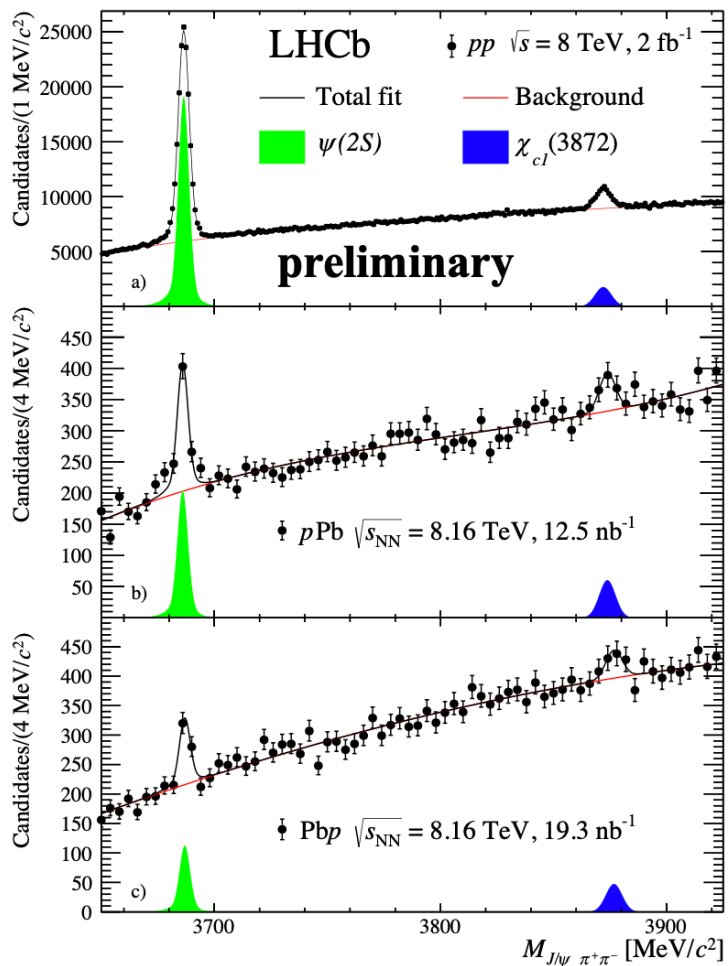 LHCb
pp √s = 8 TeV, 2 fb⁻¹
Total fit
Background
ψ(2S)
χc1(3872)
preliminary
a)
Candidates/(1 MeV/c²)
25000
20000
15000
10000
5000
Candidates/(4 MeV/c²)
450
400
350
300
250
200
150
100
50
b)
pPb √sNN = 8.16 TeV, 12.5 nb⁻¹
Candidates/(4 MeV/c²)
450
400
350
300
250
200
150
100
50
0
c)
Pbp √sNN = 8.16 TeV, 19.3 nb⁻¹
3700 3800 3900
MJ/ψ π⁺π⁻ [MeV/c²]